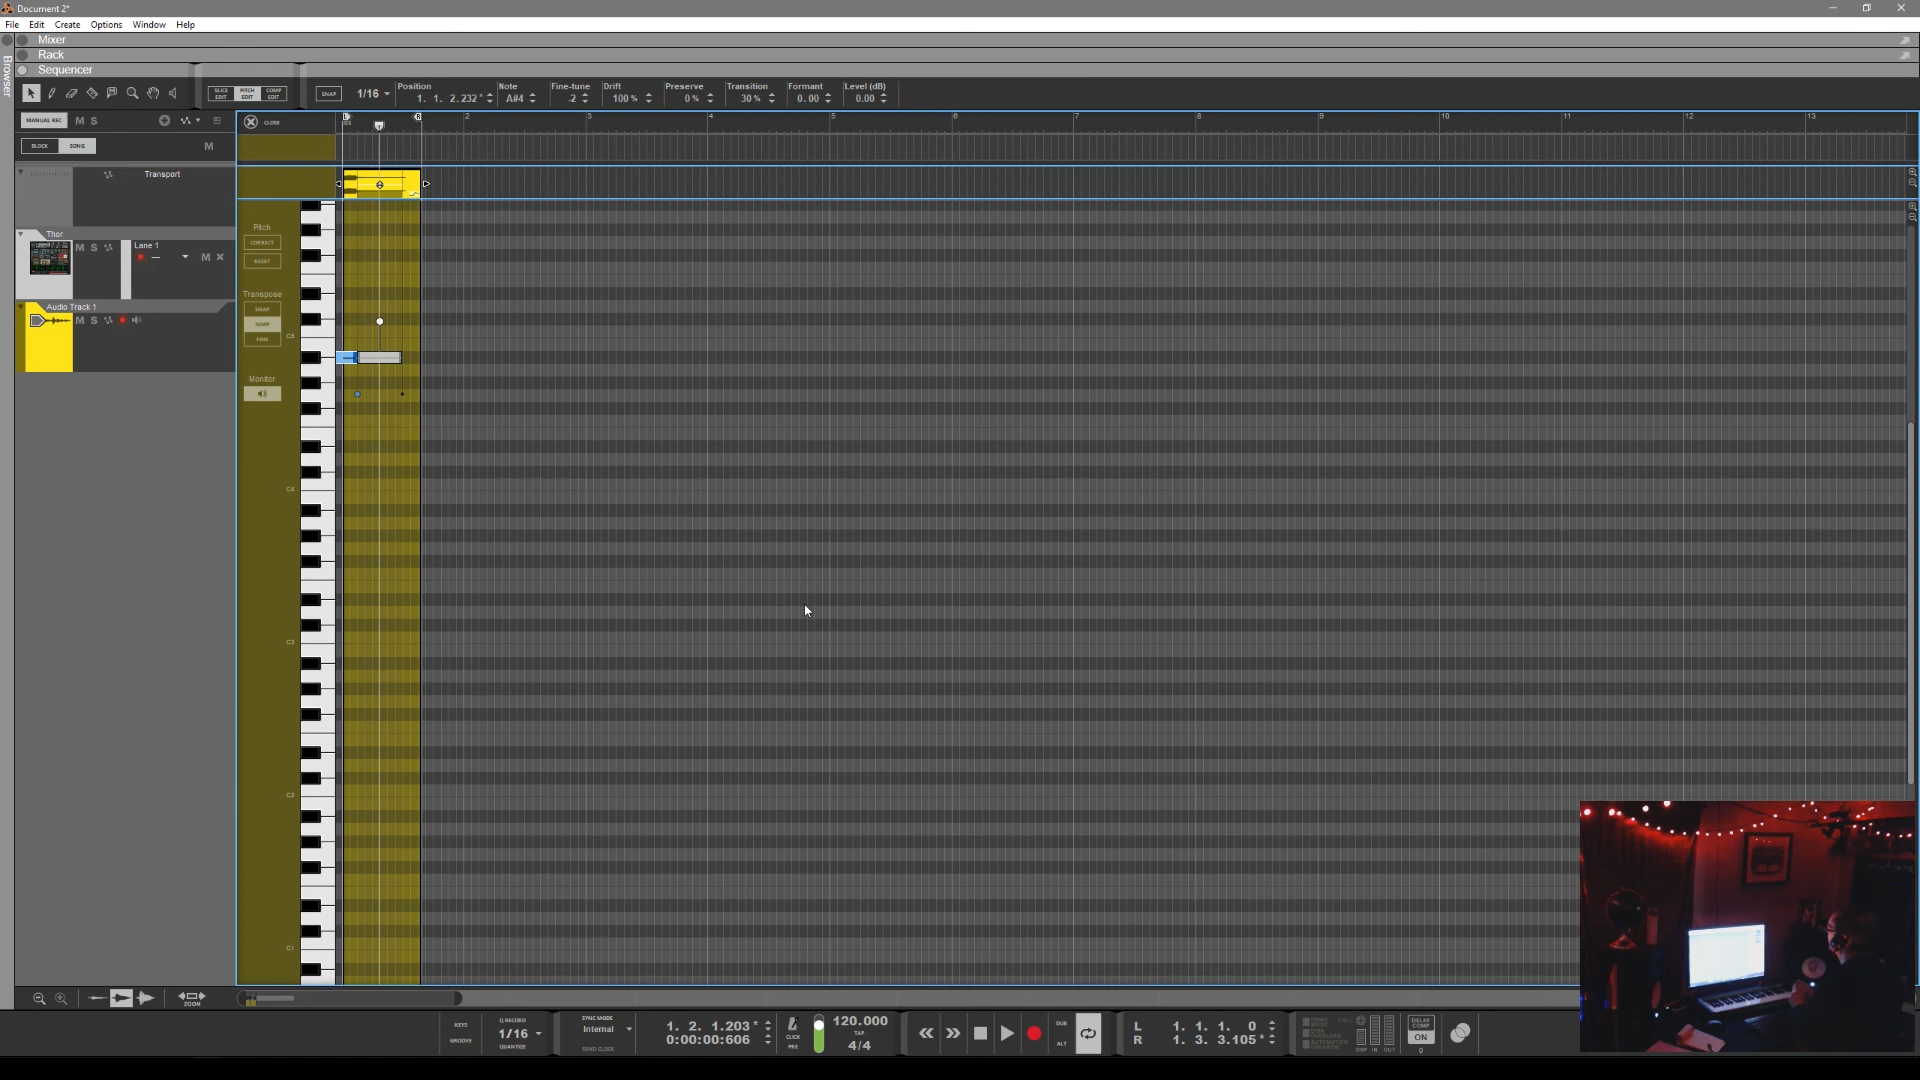 Document 2*
File Edit Create Options Window Help
Browser
Mixer
Rack
Sequencer
SLICE EDIT PITCH EDIT COMP EDIT
SNAP 1/16
Position Note Fine-tune Drift Preserve Transition Formant Level (dB)
1. 1. 2.232* A#4 -2 100 % 0 % 30 % 0.00 0.00
MANUAL REC M S
CLOSE
2 3 4 5 6 7 8 9 10 11 12 13
BLOCK SONG M
Transport
Thor
M S Lane 1
M
Audio Track 1
M S
Pitch
CORRECT
RESET
Transpose
SNAP
JUMP
FINE
Monitor
C5
C4
C3
C2
C1
ZOOM
KEYS
GROOVE
Q RECORD
1/16
QUANTIZE
SYNC MODE
Internal
SEND CLOCK
1. 2. 1.203*
0:00:00:606
CLICK
PRE
120.000
TAP
4/4
DUB
ALT
L 1. 1. 1. 0
R 1. 3. 3.105*
DSP IN OUT
DELAY COMP
ON
0